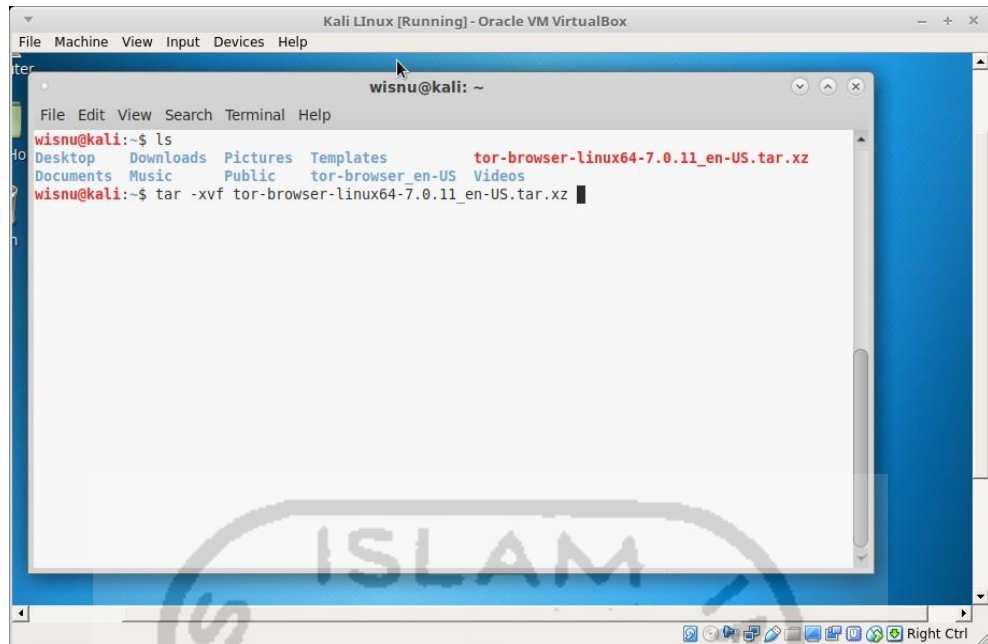 Kali LInux [Running] - Oracle VM VirtualBox
File Machine View Input Devices Help
wisnu@kali: ~
File Edit View Search Terminal Help
wisnu@kali:~$ ls
Desktop Downloads Pictures Templates tor-browser-linux64-7.0.11_en-US.tar.xz
Documents Music Public tor-browser_en-US Videos
wisnu@kali:~$ tar -xvf tor-browser-linux64-7.0.11_en-US.tar.xz
ISLAM
Right Ctrl